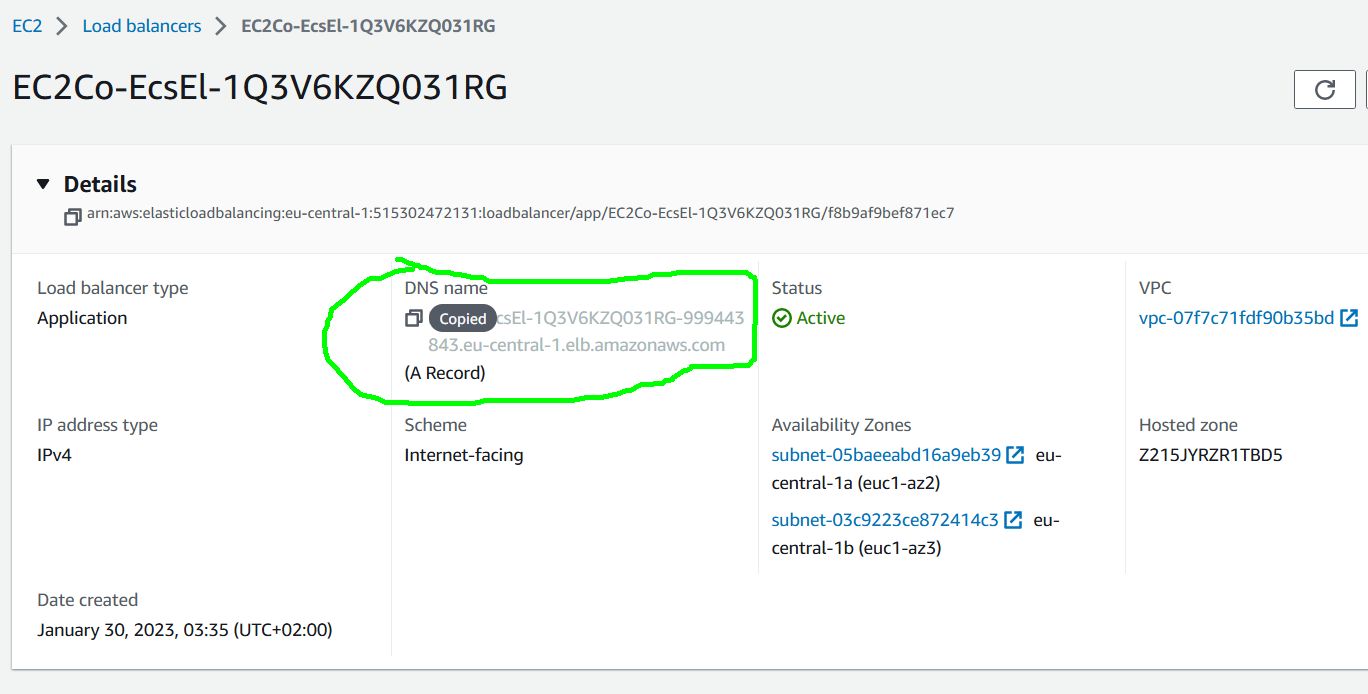 EC2 > Load balancers > EC2Co-EcsEl-1Q3V6KZQ031RG
EC2Co-EcsEl-1Q3V6KZQ031RG
Details
arn:aws:elasticloadbalancing:eu-central-1:515302472131:loadbalancer/app/EC2Co-EcsEl-1Q3V6KZQ031RG/f8b9af9bef871ec7
Load balancer type
Application
DNS name
Copied csEl-1Q3V6KZQ031RG-999443
843.eu-central-1.elb.amazonaws.com
(A Record)
Status
Active
VPC
vpc-07f7c71fdf90b35bd
IP address type
IPv4
Scheme
Internet-facing
Availability Zones
subnet-05baeeabd16a9eb39 eu-
central-1a (euc1-az2)
subnet-03c9223ce872414c3 eu-
central-1b (euc1-az3)
Hosted zone
Z215JYRZR1TBD5
Date created
January 30, 2023, 03:35 (UTC+02:00)